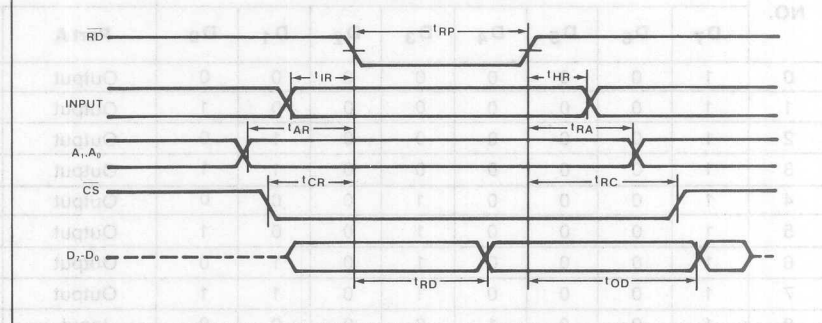 RD
tRP
tIR
tHR
INPUT
tAR
tRA
A₁,A₀
tCR
tRC
CS
D₇-D₀
tRD
tOD